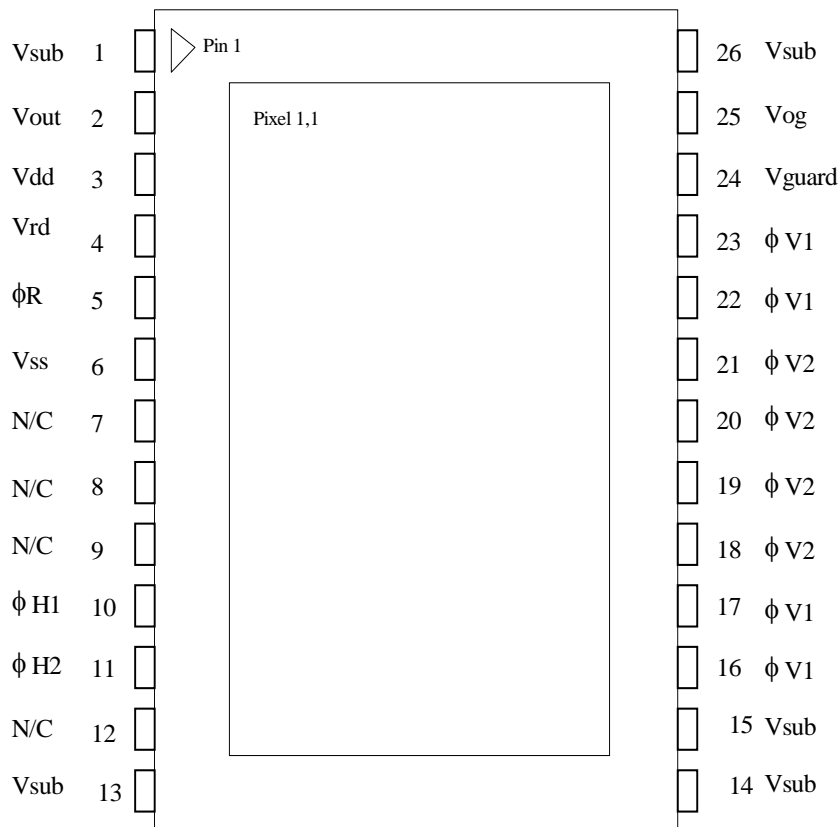 Vsub 1 Pin 1 26 Vsub
Vout 2 Pixel 1,1 25 Vog
Vdd 3 24 Vguard
Vrd 4 23 ϕ V1
ϕR 5 22 ϕ V1
Vss 6 21 ϕ V2
N/C 7 20 ϕ V2
N/C 8 19 ϕ V2
N/C 9 18 ϕ V2
ϕ H1 10 17 ϕ V1
ϕ H2 11 16 ϕ V1
N/C 12 15 Vsub
Vsub 13 14 Vsub